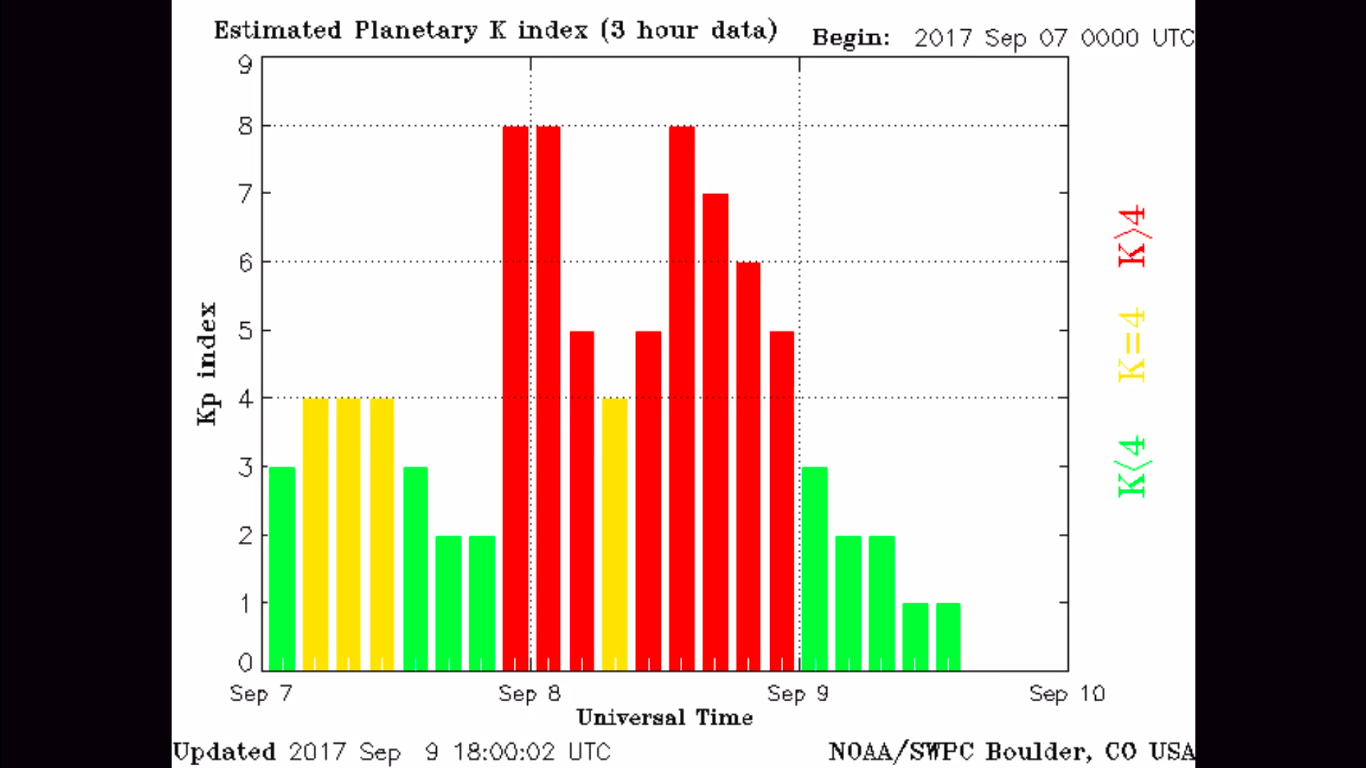 Estimated Planetary K index (3 hour data)
Begin: 2017 Sep 07 0000 UTC
9
8
7
6
5
4
3
2
1
0
Kp index
K>4
K=4
K<4
Sep 7
Sep 8
Sep 9
Sep 10
Universal Time
Updated 2017 Sep 9 18:00:02 UTC
NOAA/SWPC Boulder, CO USA